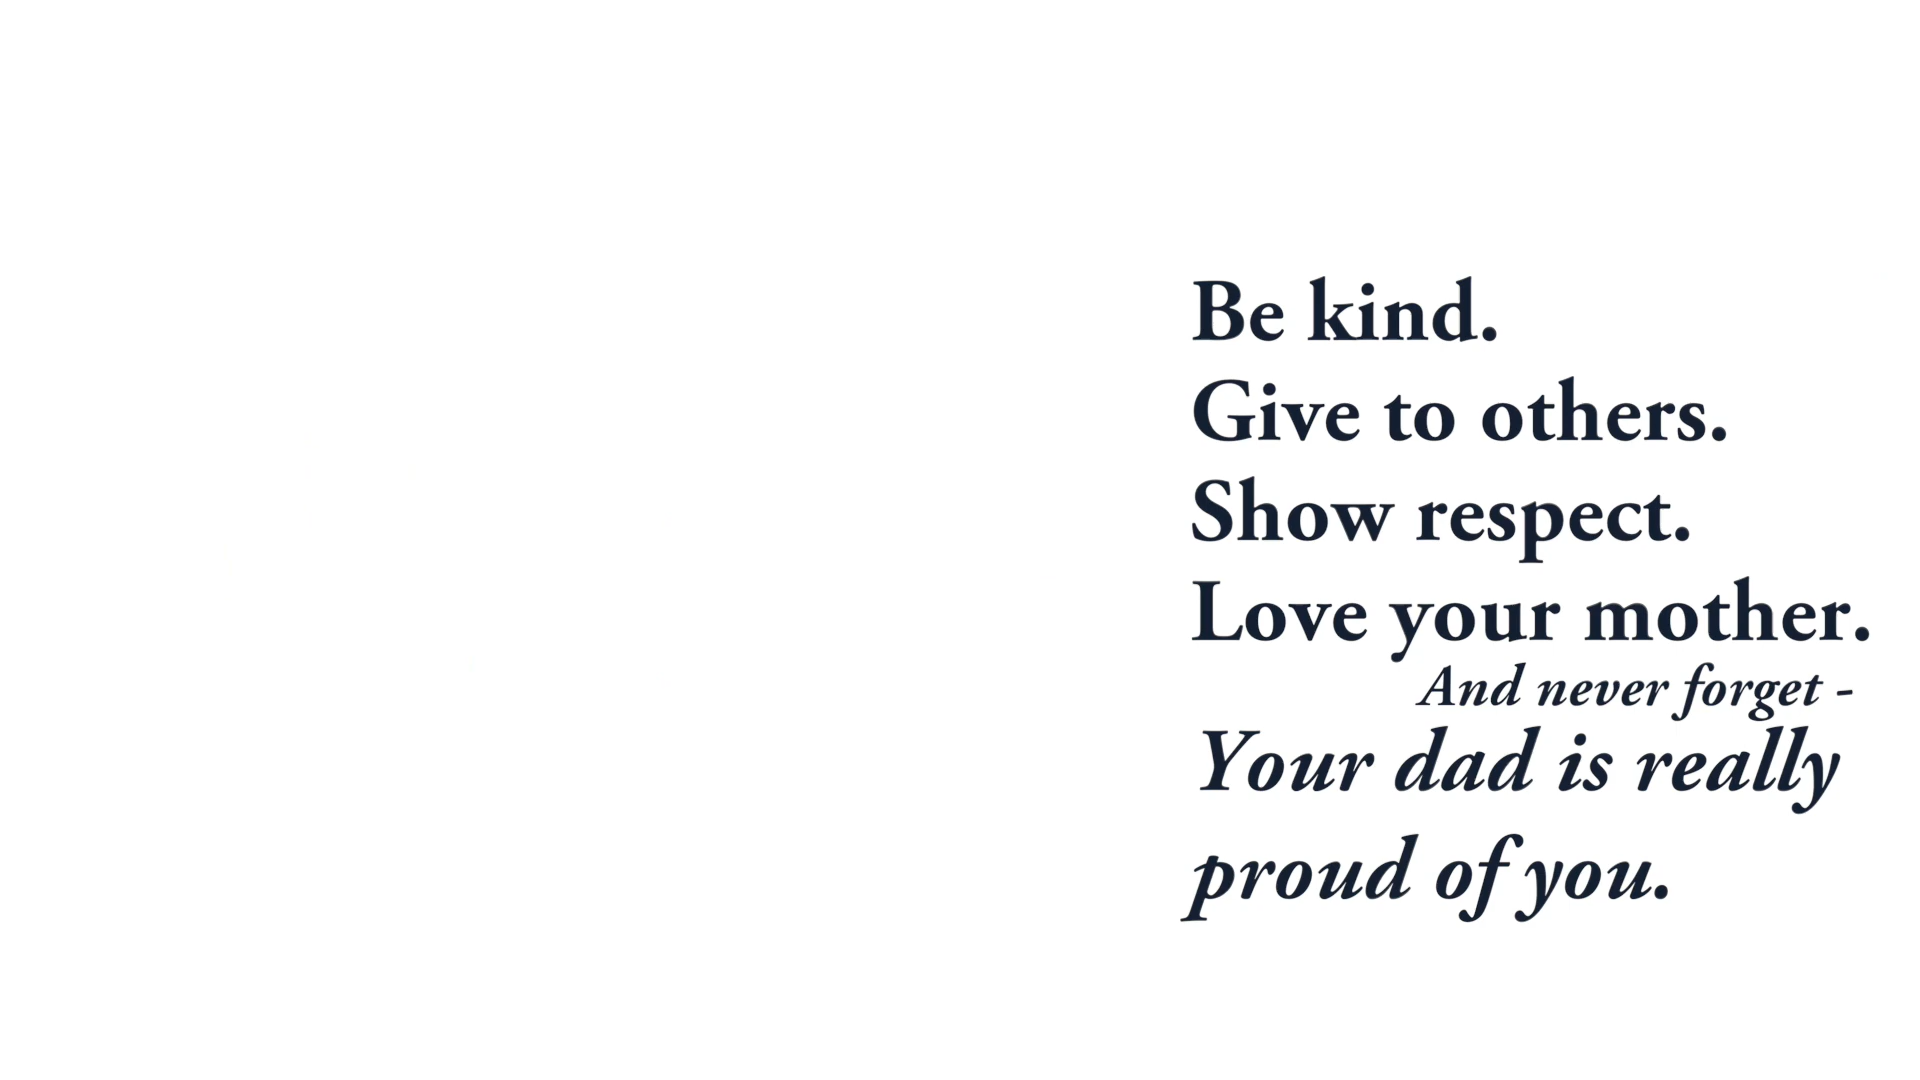 Be kind.
Give to others.
Show respect.
Love your mother.
And never forget -
Your dad is really
proud of you.